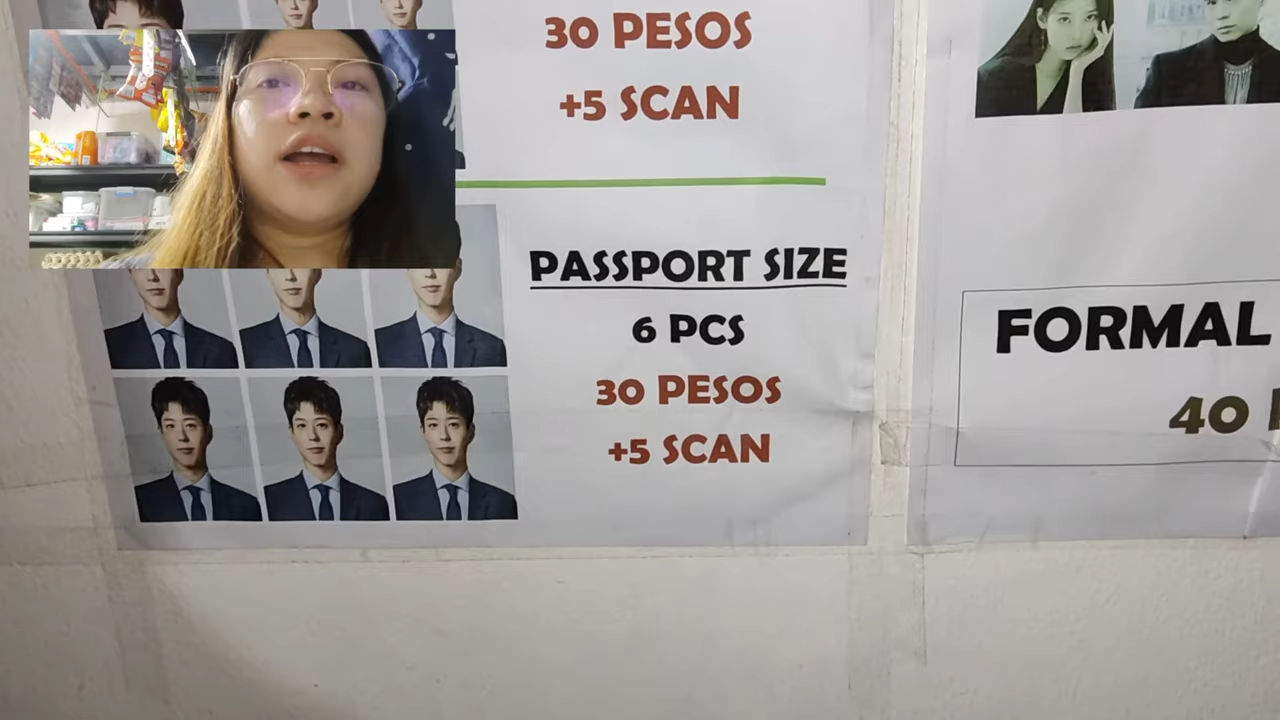 30 PESOS
+5 SCAN
PASSPORT SIZE
6 PCS
30 PESOS
+5 SCAN
FORMAL
40